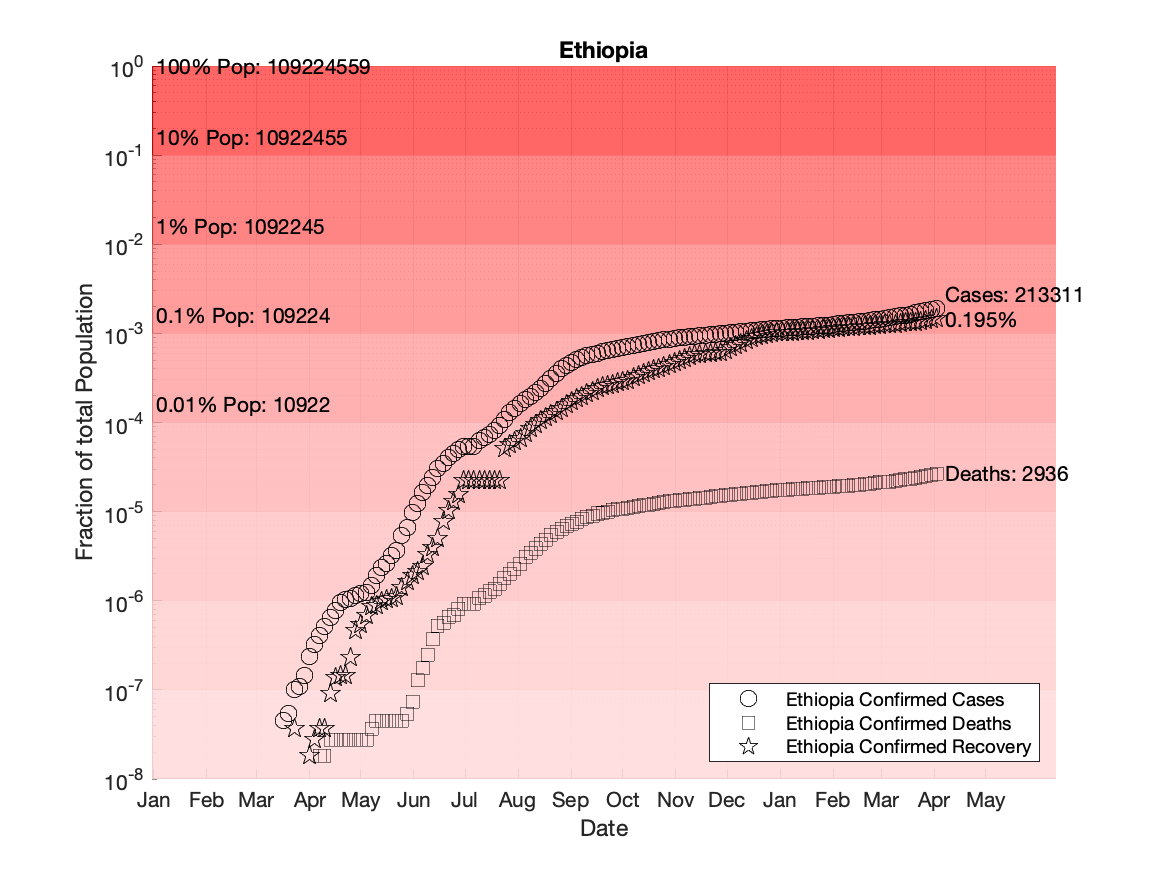 Ethiopia
10^0
100% Pop: 109224559
10% Pop: 10922455
10^-1
1% Pop: 1092245
10^-2
Cases: 213311
0.1% Pop: 109224
0.195%
10^-3
0.01% Pop: 10922
10^-4
Deaths: 2936
10^-5
10^-6
10^-7
10^-8
Fraction of total Population
Ethiopia Confirmed Cases
Ethiopia Confirmed Deaths
Ethiopia Confirmed Recovery
Jan Feb Mar Apr May Jun Jul Aug Sep Oct Nov Dec Jan Feb Mar Apr May
Date